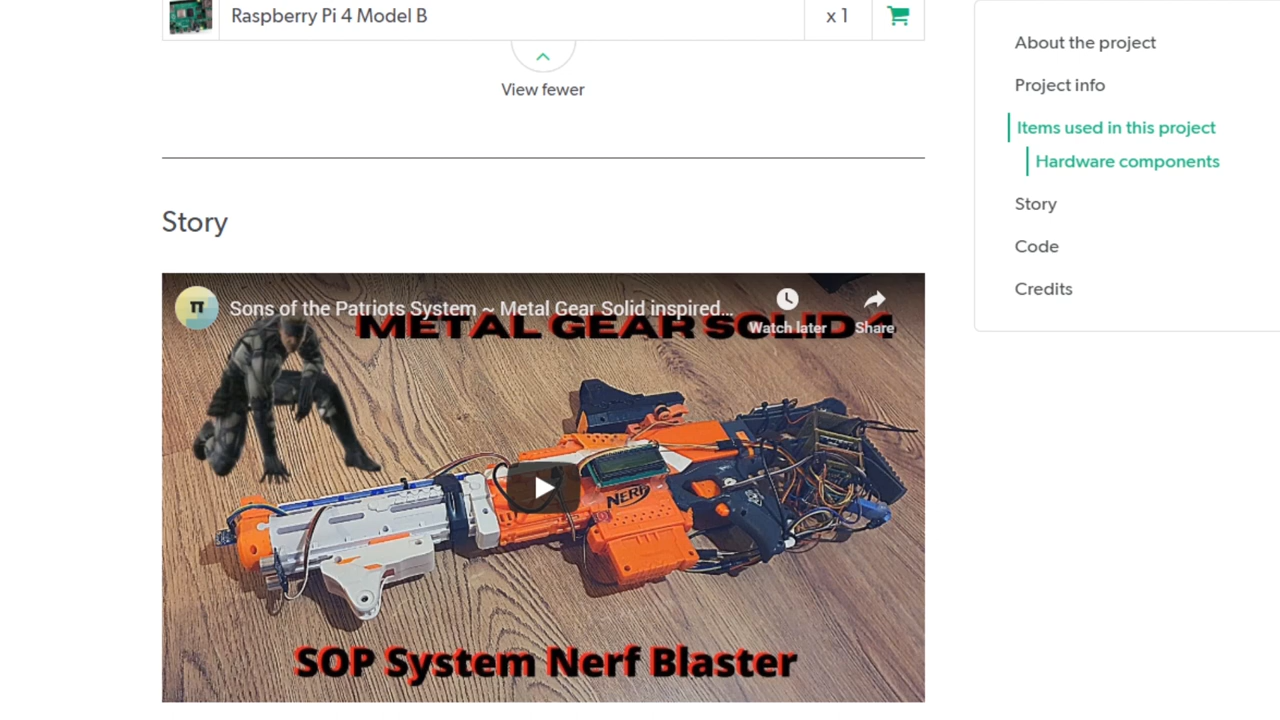 Raspberry Pi 4 Model B
x 1
View fewer
About the project
Project info
Items used in this project
Hardware components
Story
Code
Credits
Story
π
Sons of the Patriots System ~ Metal Gear Solid inspired...
Watch later
Share
METAL GEAR SOLID 4
NERF
SOP System Nerf Blaster